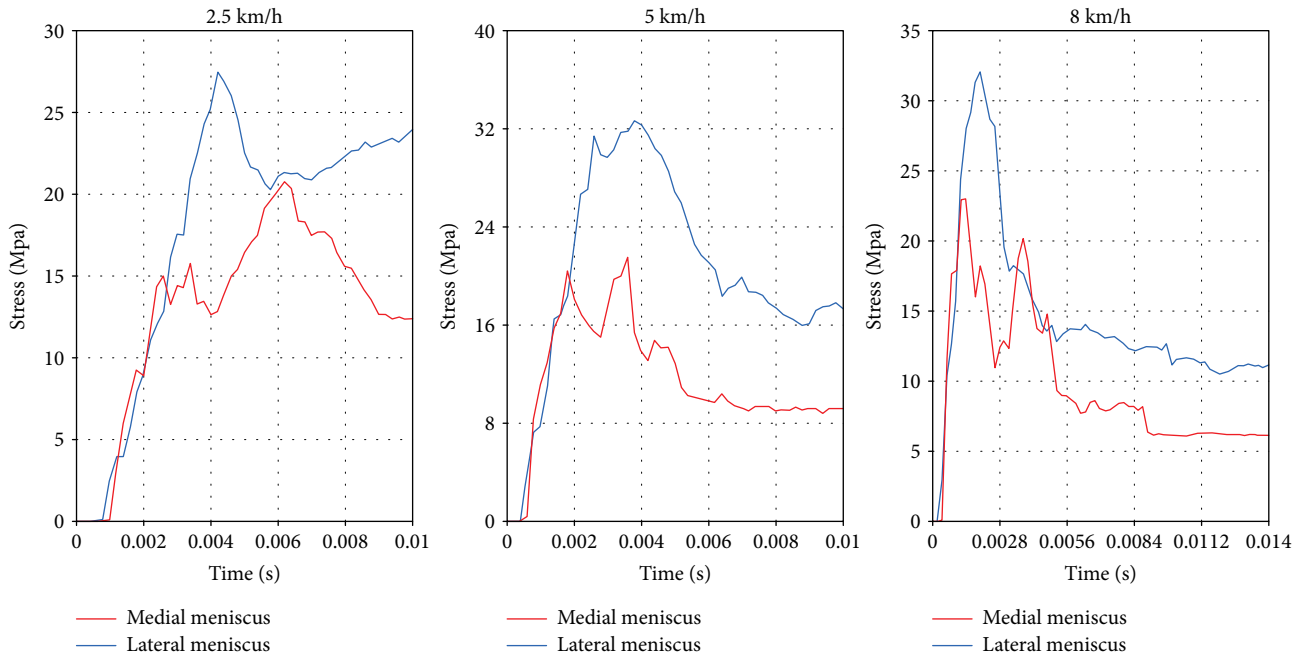 2.5 km/h
30
25
20
15
10
5
0
Stress (Mpa)
0 0.002 0.004 0.006 0.008 0.01
Time (s)
Medial meniscus
Lateral meniscus
5 km/h
40
32
24
16
8
0
Stress (Mpa)
0 0.002 0.004 0.006 0.008 0.01
Time (s)
Medial meniscus
Lateral meniscus
8 km/h
35
30
25
20
15
10
5
0
Stress (Mpa)
0 0.0028 0.0056 0.0084 0.0112 0.014
Time (s)
Medial meniscus
Lateral meniscus